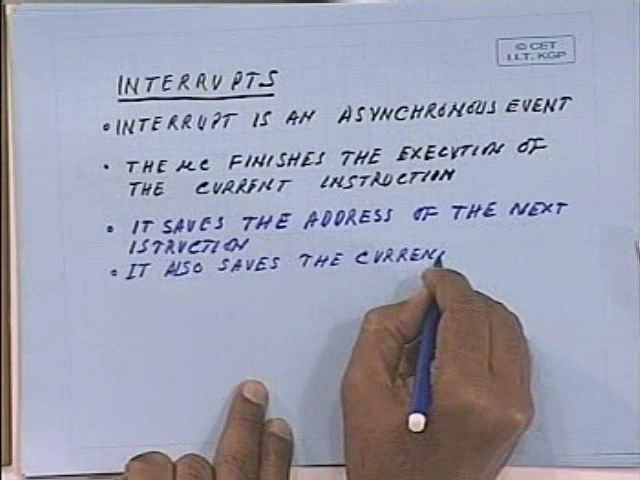 © CET
I.I.T. KGP
INTERRUPTS
• INTERRUPT IS AN ASYNCHRONOUS EVENT
• THE μC FINISHES THE EXECUTION OF
THE CURRENT INSTRUCTION
• IT SAVES THE ADDRESS OF THE NEXT
ISTRUCTION
• IT ALSO SAVES THE CURREN